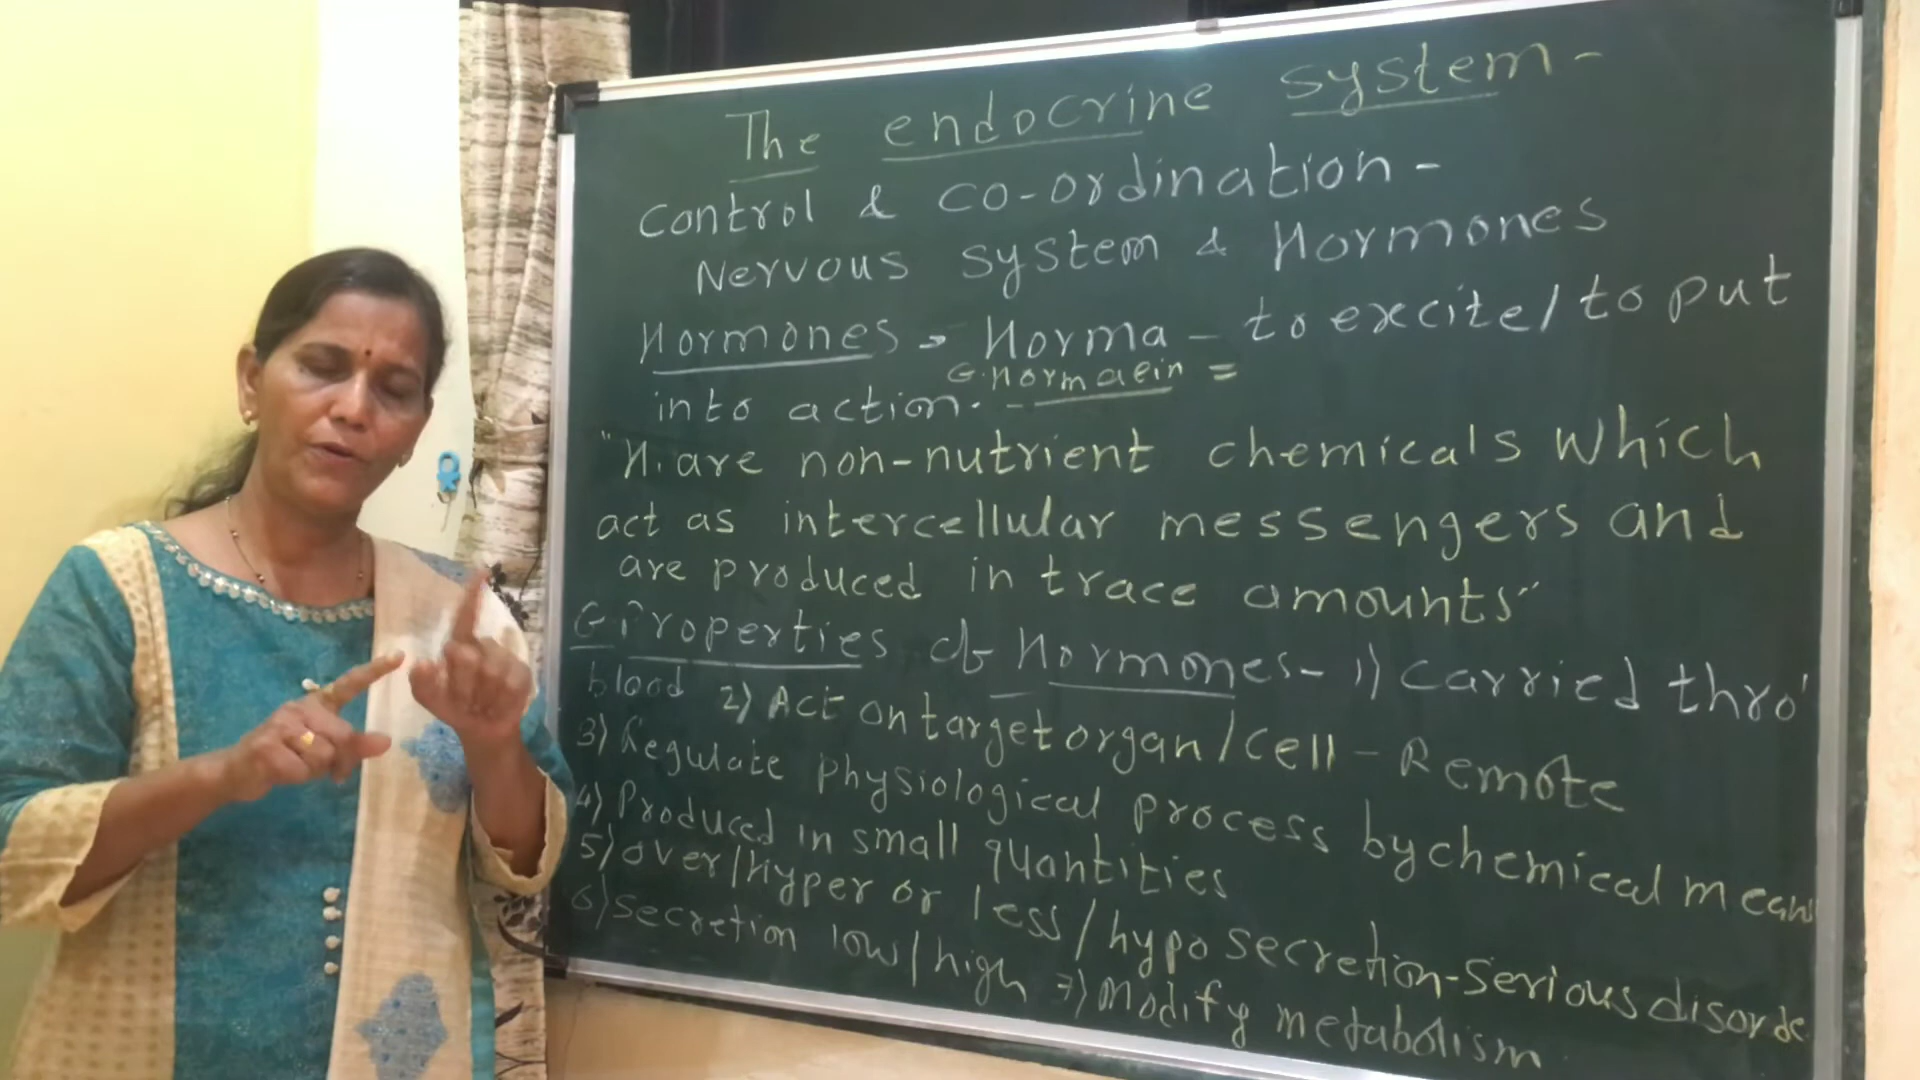 The endocrine system -
Control & co-ordination -
Nervous system & Hormones
Hormones - Horma - to excite / to put
G. Hormaein =
into action. -
"H. are non-nutrient chemicals which
act as intercellular messengers and
are produced in trace amounts"
G Properties of Hormones - 1) Carried thro'
blood 2) Act on target organ / cell - Remote
3) Regulate physiological process by chemical means
4) Produced in small quantities
5) over/hyper or less / hypo secretion - Serious disorde
6) Secretion low / high 7) Modify metabolism